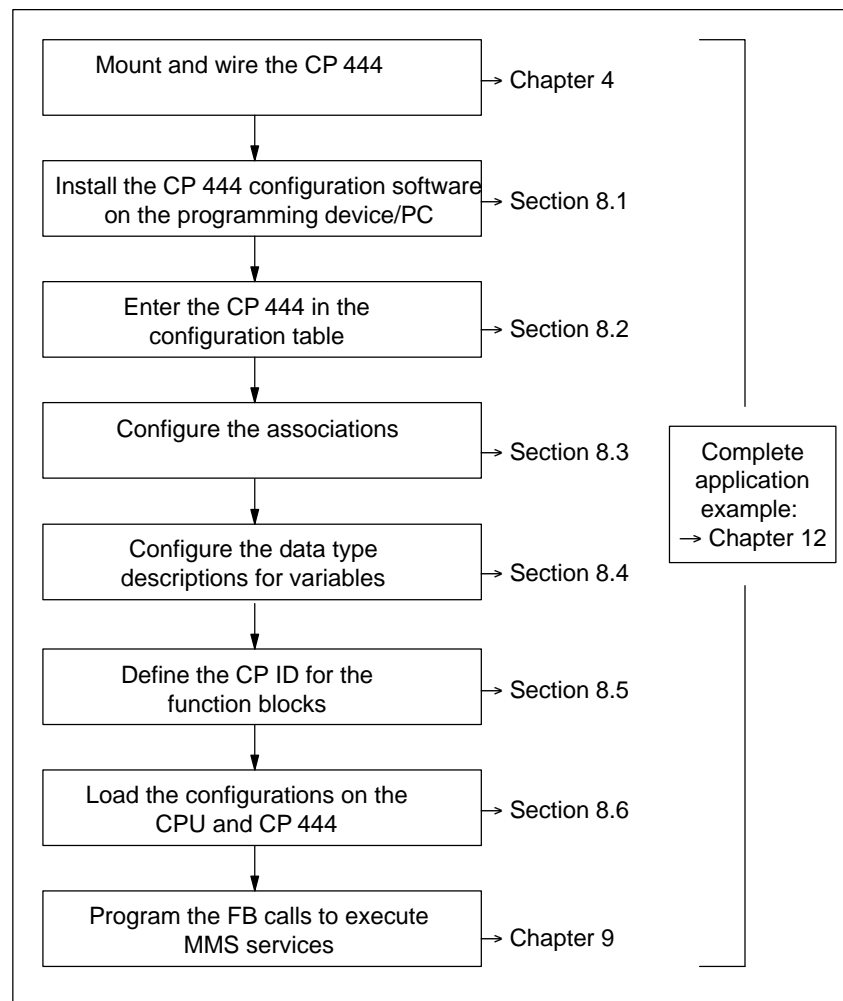 Mount and wire the CP 444
→ Chapter 4
Install the CP 444 configuration software
on the programming device/PC
→ Section 8.1
Enter the CP 444 in the
configuration table
→ Section 8.2
Configure the associations
→ Section 8.3
Configure the data type
descriptions for variables
→ Section 8.4
Define the CP ID for the
function blocks
→ Section 8.5
Load the configurations on the
CPU and CP 444
→ Section 8.6
Program the FB calls to execute
MMS services
→ Chapter 9
Complete
application
example:
→ Chapter 12